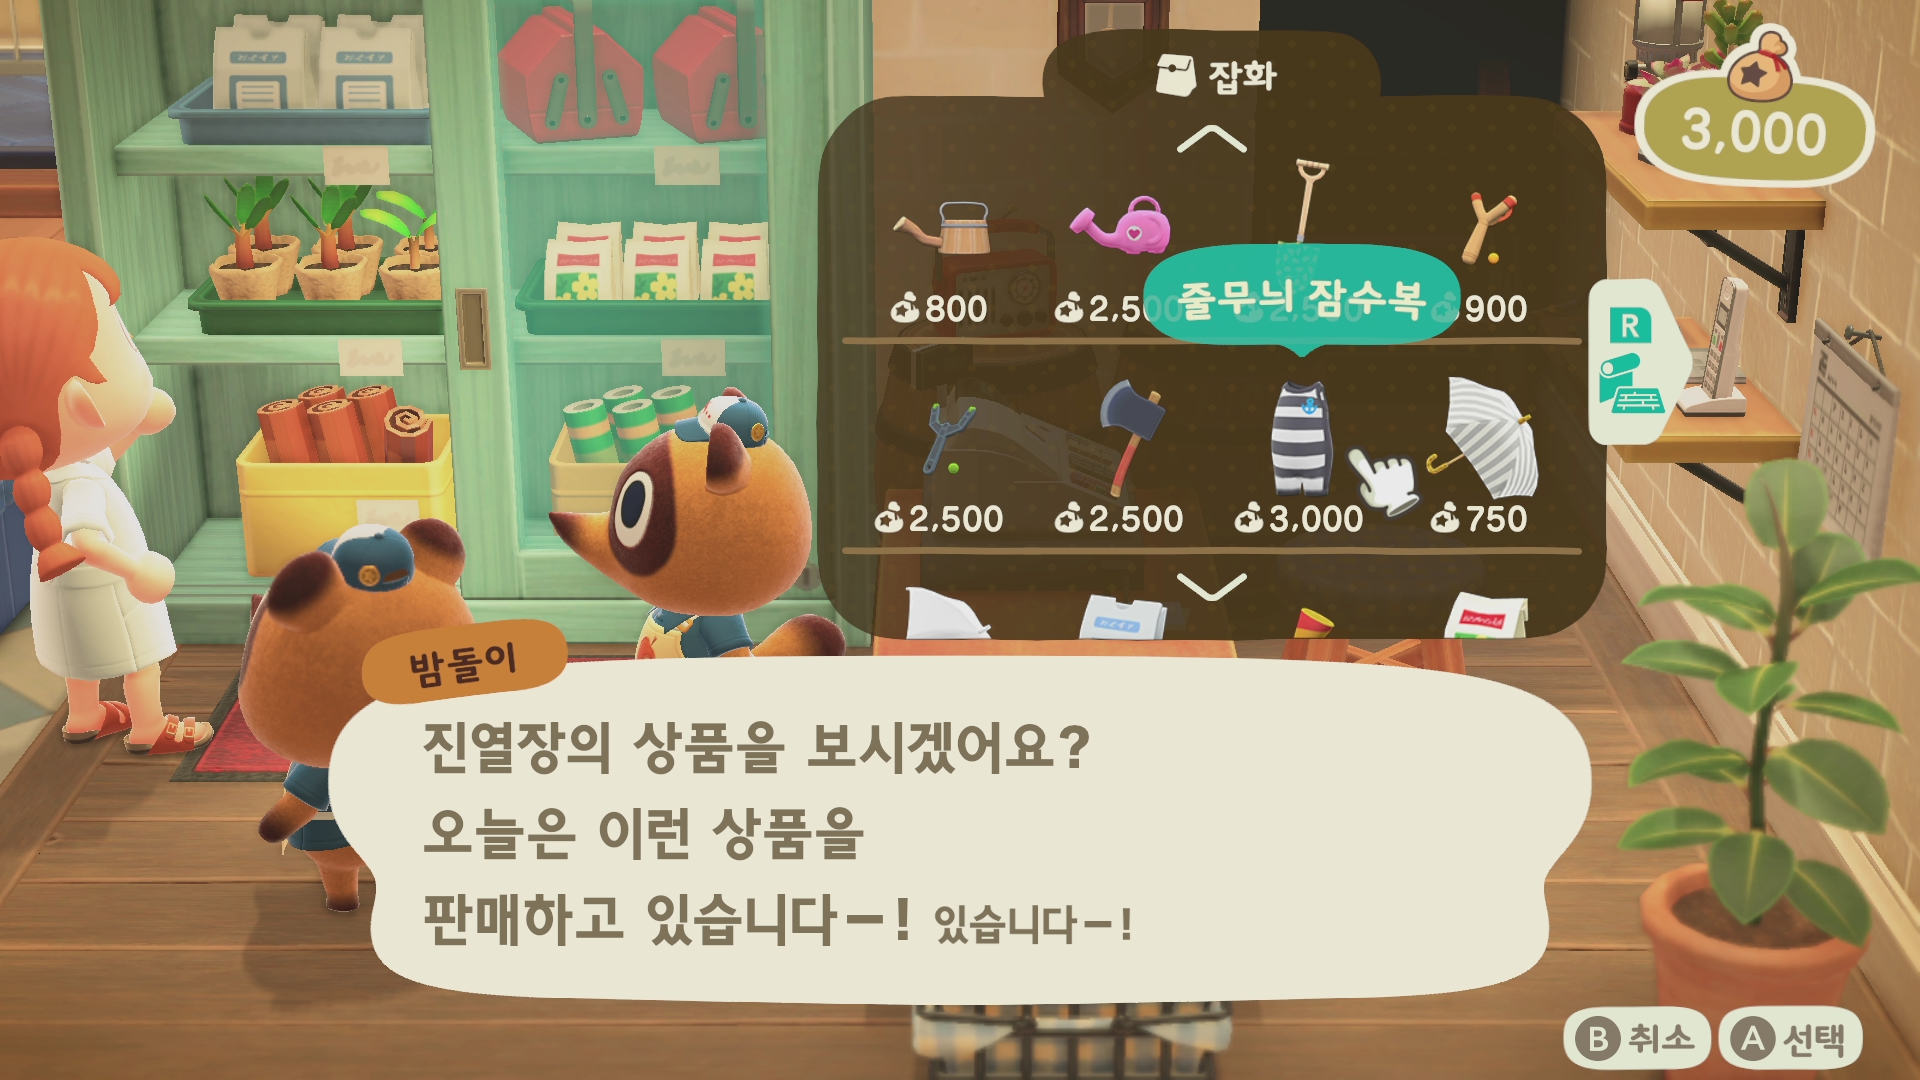 잡화
3,000
800
2,50
900
줄무늬 잠수복
R
2,500
2,500
3,000
750
밤돌이
진열장의 상품을 보시겠어요?
오늘은 이런 상품을
판매하고 있습니다ー! 있습니다ー!
B 취소
A 선택